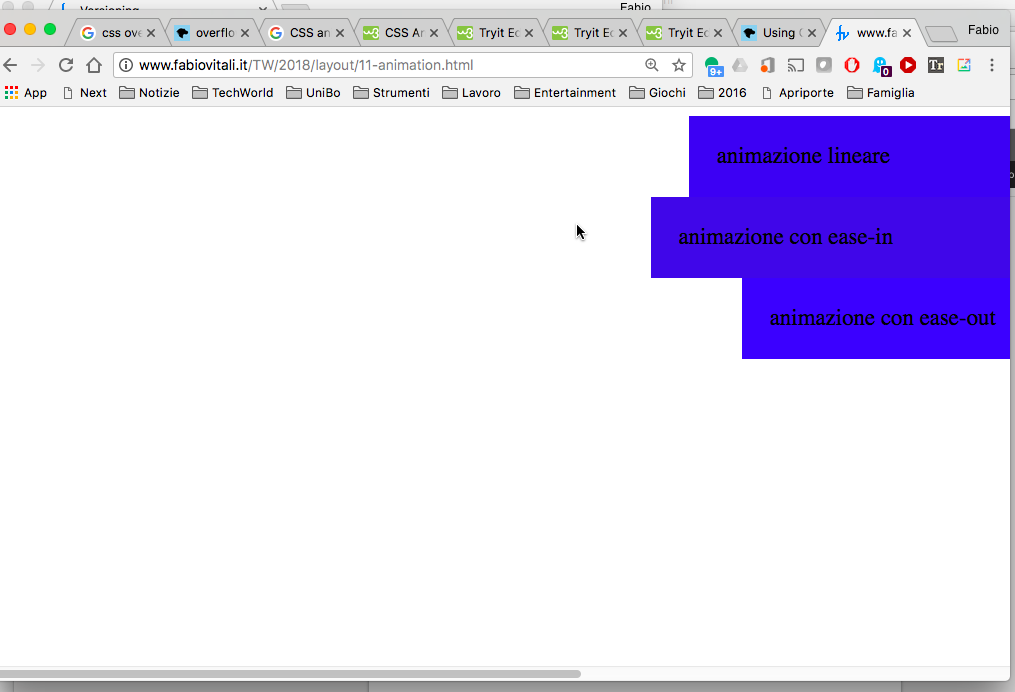 Versioning
Fabio
css ove
overflo
CSS an
CSS Ar
Tryit Ec
Tryit Ec
Tryit Ec
Using (
www.fa
Fabio
www.fabiovitali.it/TW/2018/layout/11-animation.html
9+
0
Tr
App
Next
Notizie
TechWorld
UniBo
Strumenti
Lavoro
Entertainment
Giochi
2016
Apriporte
Famiglia
animazione lineare
animazione con ease-in
animazione con ease-out